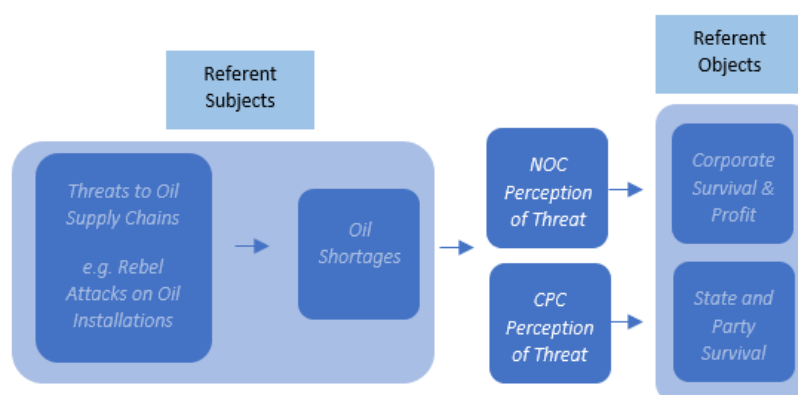 Referent
Subjects
Referent
Objects
Threats to Oil
Supply Chains
e.g. Rebel
Attacks on Oil
Installations
Oil
Shortages
NOC
Perception
of Threat
CPC
Perception
of Threat
Corporate
Survival &
Profit
State and
Party
Survival